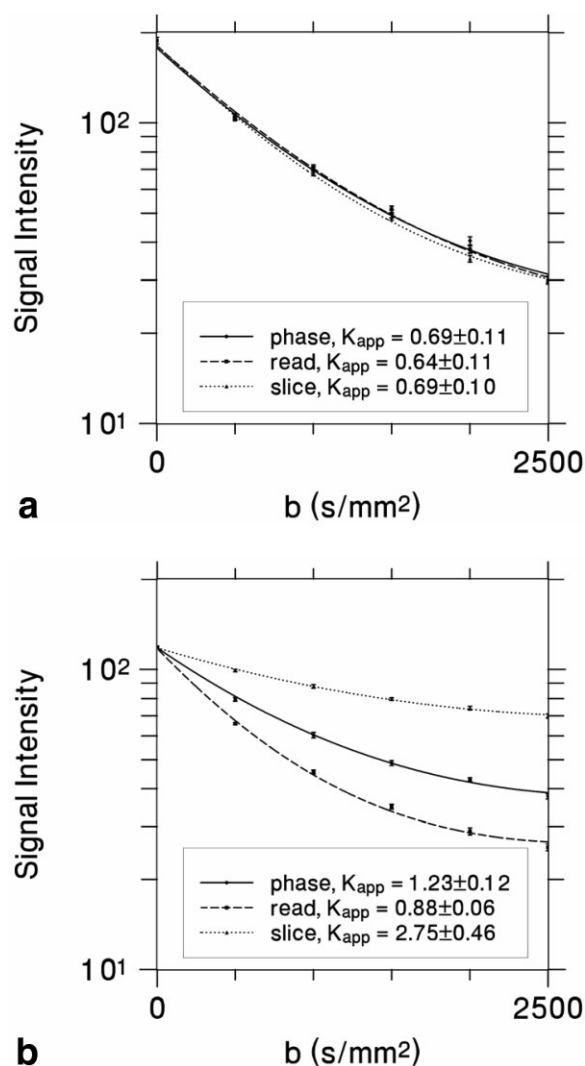 10²
Signal Intensity
phase, Kapp = 0.69±0.11
read, Kapp = 0.64±0.11
slice, Kapp = 0.69±0.10
10¹
0
2500
a
b (s/mm²)
10²
Signal Intensity
phase, Kapp = 1.23±0.12
read, Kapp = 0.88±0.06
slice, Kapp = 2.75±0.46
10¹
0
2500
b
b (s/mm²)